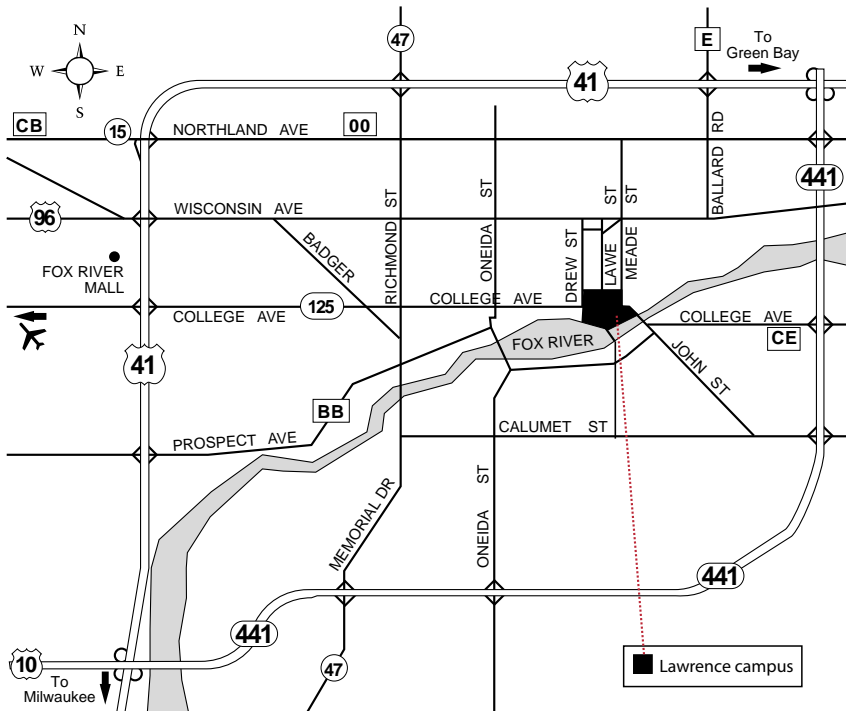 N
W
E
S
47
E
To
Green Bay
41
CB
15
NORTHLAND AVE
00
BALLARD RD
441
96
WISCONSIN AVE
RICHMOND ST
ONEIDA ST
DREW ST
LAWE ST
MEADE ST
BADGER
FOX RIVER
MALL
125
COLLEGE AVE
COLLEGE AVE
COLLEGE AVE
CE
41
FOX RIVER
JOHN ST
BB
PROSPECT AVE
CALUMET ST
MEMORIAL DR
ONEIDA ST
441
441
10
To
Milwaukee
47
Lawrence campus